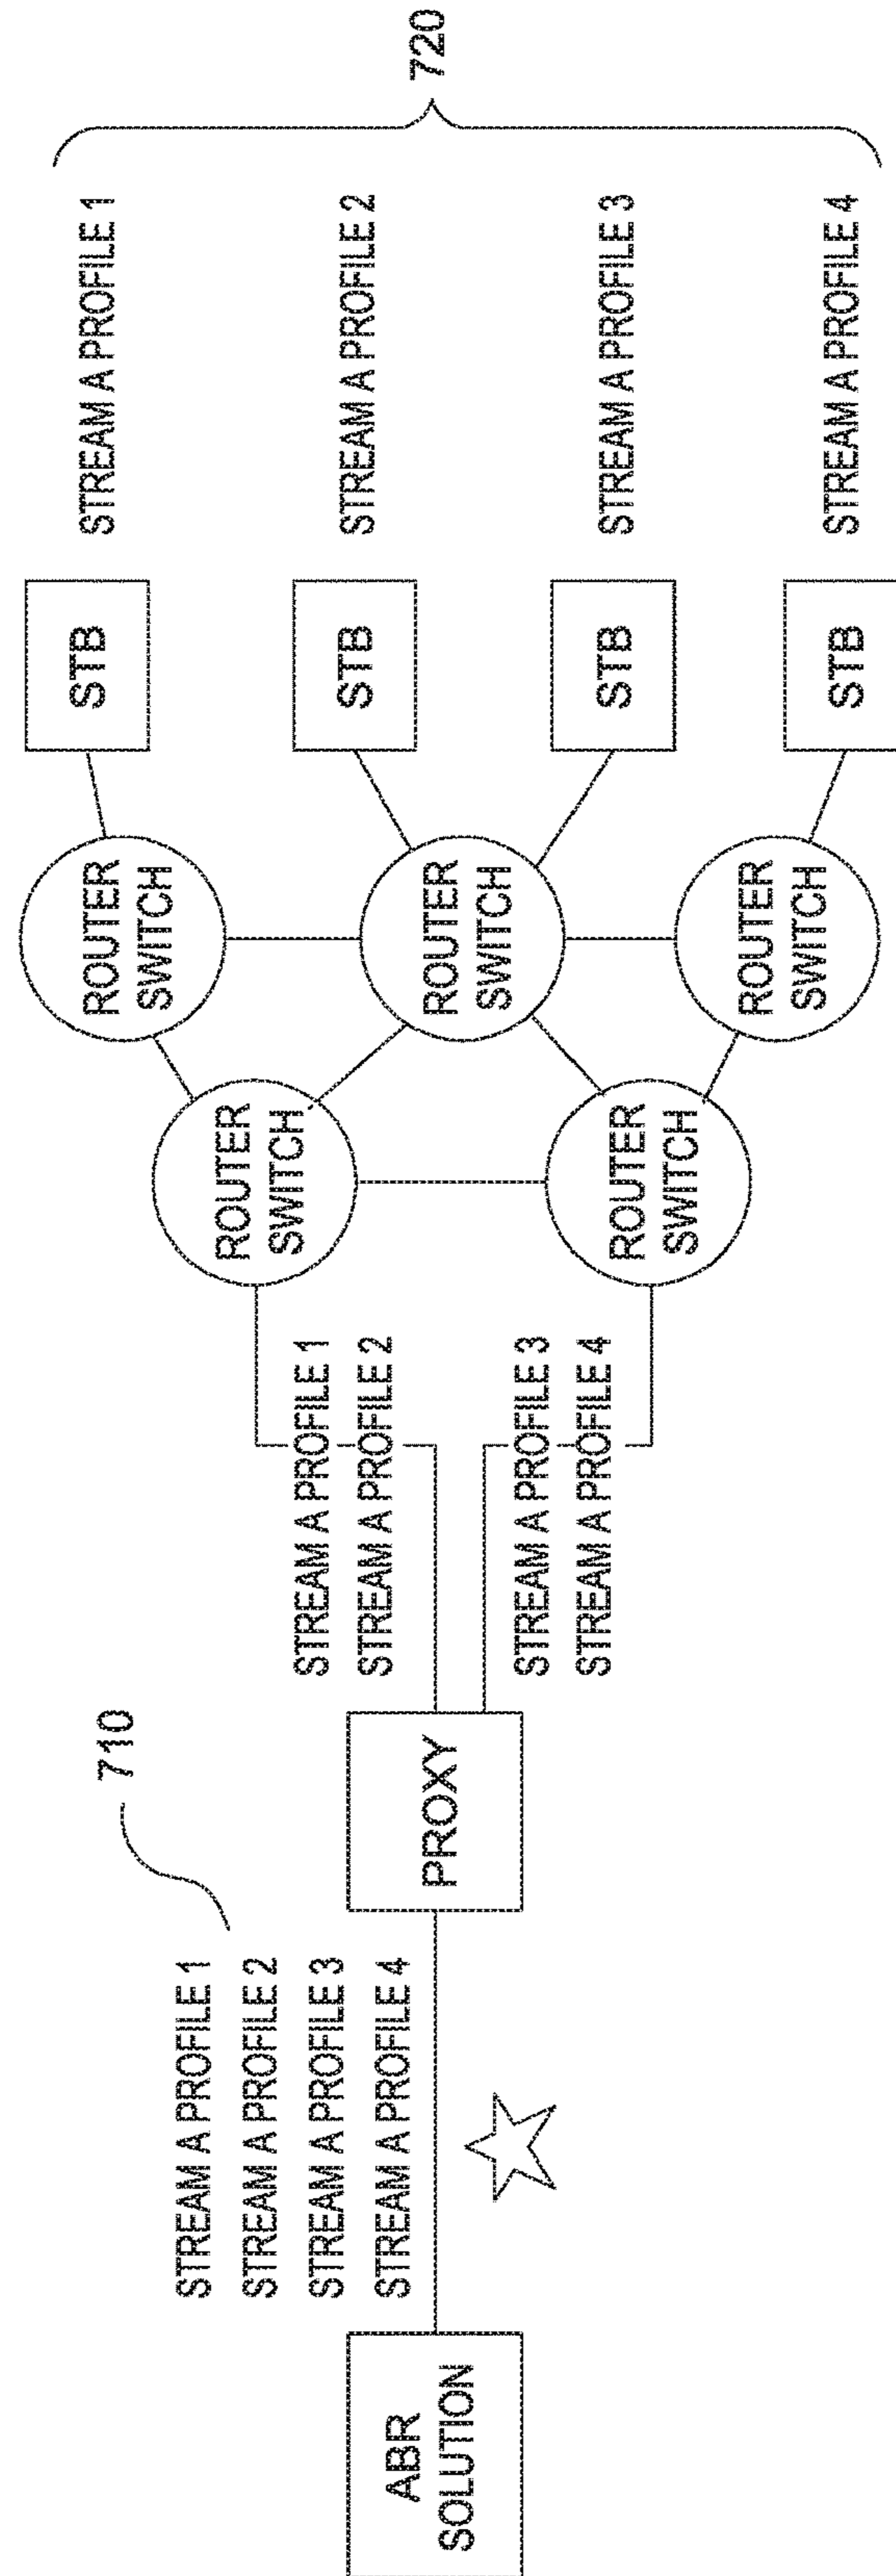 ABR
SOLUTION
STREAM A PROFILE 1
STREAM A PROFILE 2
STREAM A PROFILE 3
STREAM A PROFILE 4
710
PROXY
STREAM A PROFILE 1
STREAM A PROFILE 2
STREAM A PROFILE 3
STREAM A PROFILE 4
ROUTER
SWITCH
ROUTER
SWITCH
ROUTER
SWITCH
ROUTER
SWITCH
ROUTER
SWITCH
STB
STB
STB
STB
STREAM A PROFILE 1
STREAM A PROFILE 2
STREAM A PROFILE 3
STREAM A PROFILE 4
720